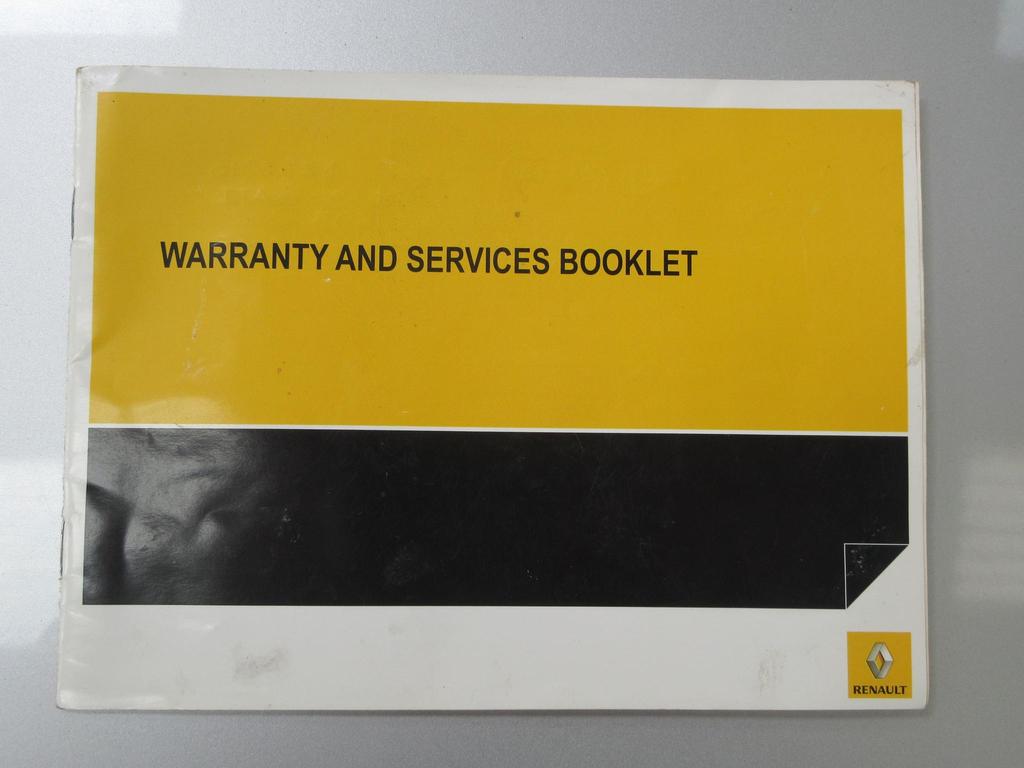 WARRANTY AND SERVICES BOOKLET
RENAULT